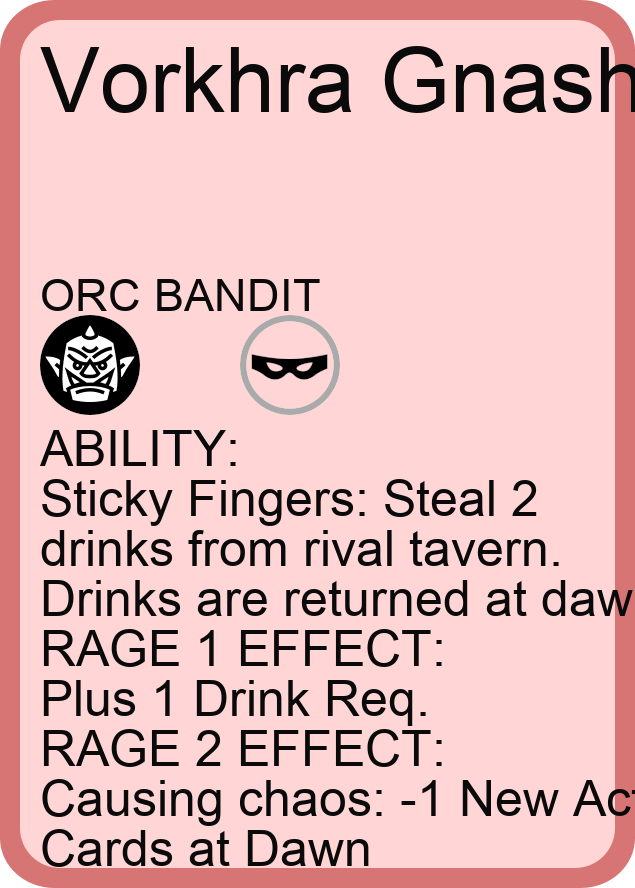 Vorkhra Gnash
ORC BANDIT
ABILITY:
Sticky Fingers: Steal 2
drinks from rival tavern.
Drinks are returned at daw
RAGE 1 EFFECT:
Plus 1 Drink Req.
RAGE 2 EFFECT:
Causing chaos: -1 New Act
Cards at Dawn